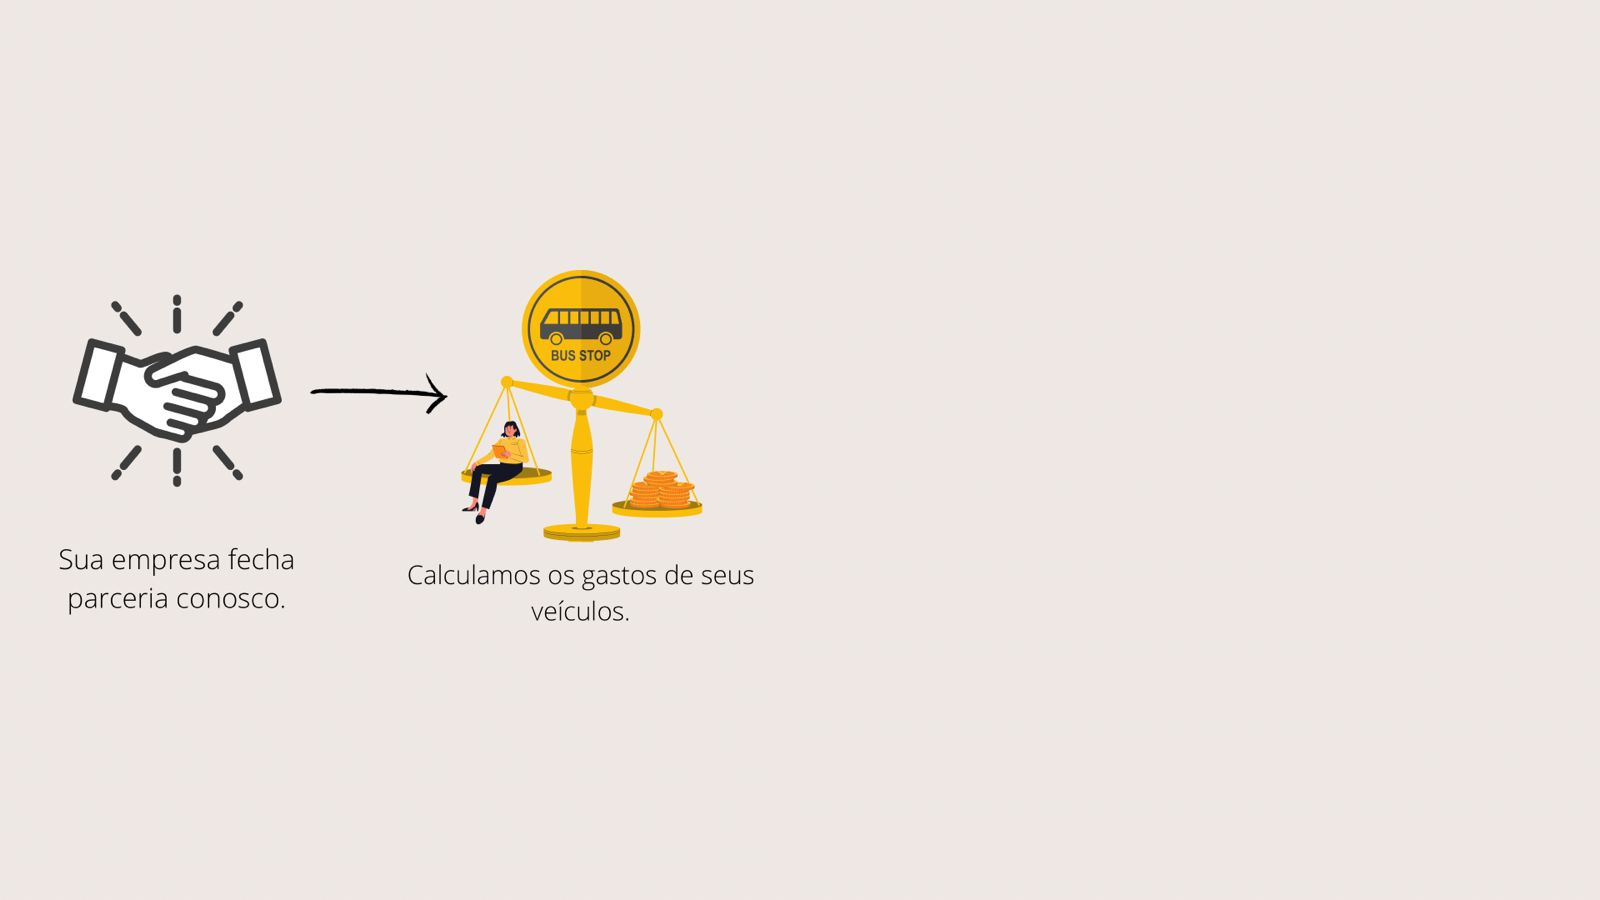 BUS STOP
Sua empresa fecha
parceria conosco.
Calculamos os gastos de seus
veículos.